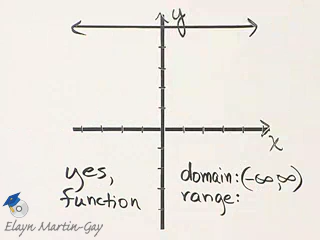 y
x
yes,
function
domain: (-∞,∞)
range:
Elayn Martin-Gay